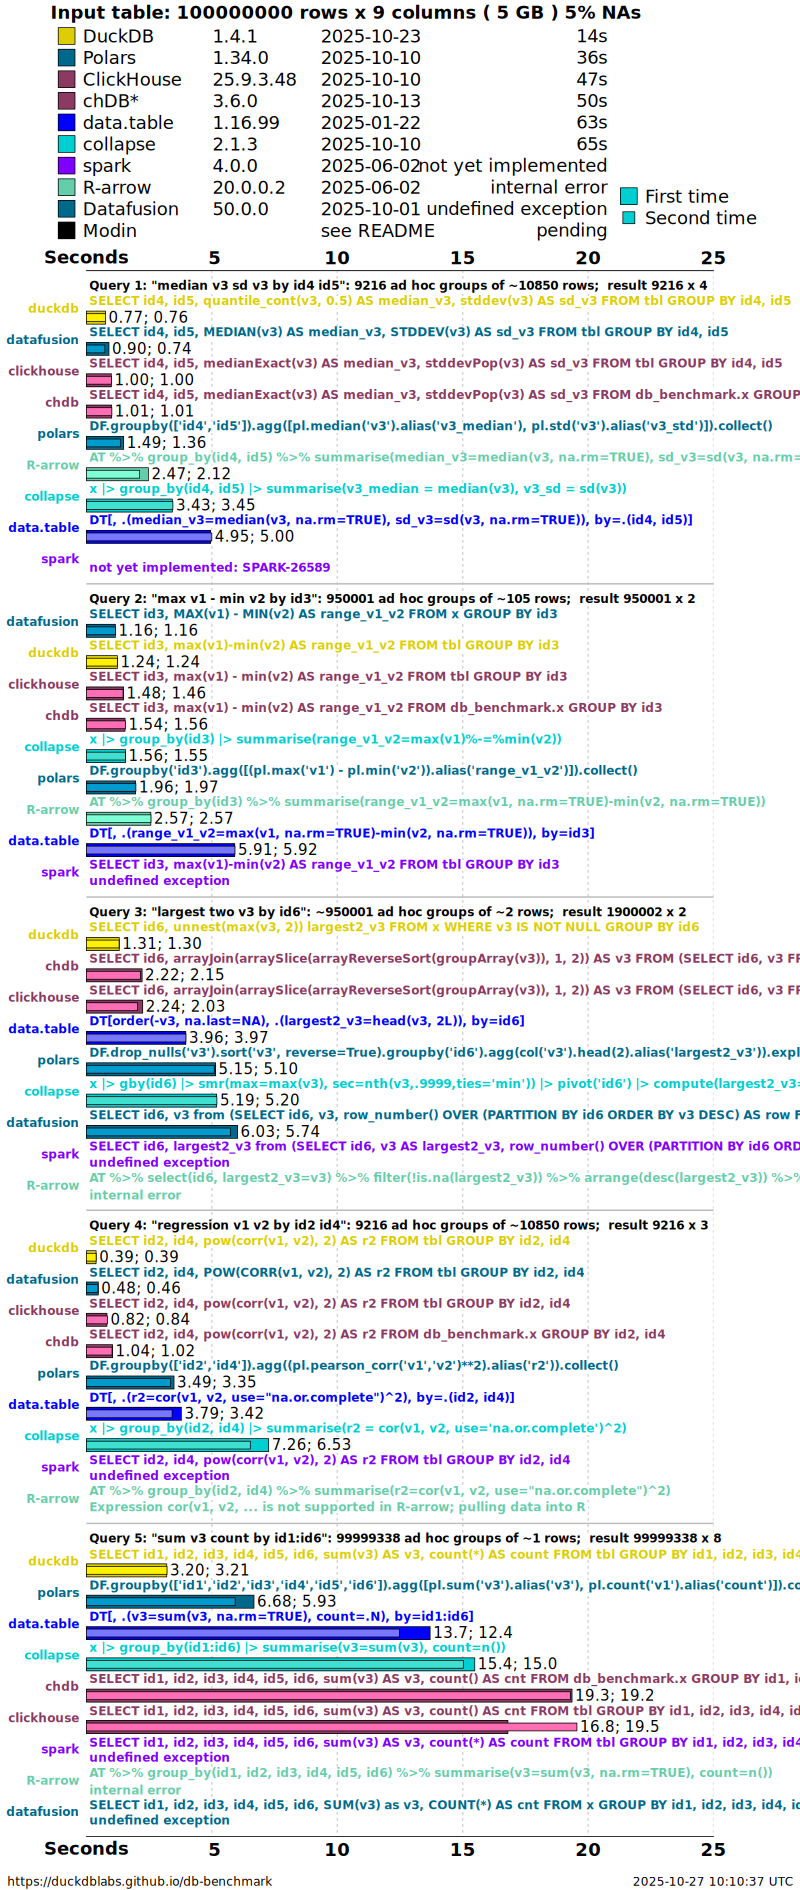 Input table: 100000000 rows x 9 columns ( 5 GB ) 5% NAs
DuckDB 1.4.1 2025-10-23 14s
Polars 1.34.0 2025-10-10 36s
ClickHouse 25.9.3.48 2025-10-10 47s
chDB* 3.6.0 2025-10-13 50s
data.table 1.16.99 2025-01-22 63s
collapse 2.1.3 2025-10-10 65s
spark 4.0.0 2025-06-02 not yet implemented
R-arrow 20.0.0.2 2025-06-02 internal error
Datafusion 50.0.0 2025-10-01 undefined exception
Modin see README pending
First time
Second time
Seconds 5 10 15 20 25
Query 1: "median v3 sd v3 by id4 id5": 9216 ad hoc groups of ~10850 rows;  result 9216 x 4
duckdb SELECT id4, id5, quantile_cont(v3, 0.5) AS median_v3, stddev(v3) AS sd_v3 FROM tbl GROUP BY id4, id5
0.77; 0.76
datafusion SELECT id4, id5, MEDIAN(v3) AS median_v3, STDDEV(v3) AS sd_v3 FROM tbl GROUP BY id4, id5
0.90; 0.74
clickhouse SELECT id4, id5, medianExact(v3) AS median_v3, stddevPop(v3) AS sd_v3 FROM tbl GROUP BY id4, id5
1.00; 1.00
chdb SELECT id4, id5, medianExact(v3) AS median_v3, stddevPop(v3) AS sd_v3 FROM db_benchmark.x GROUP
1.01; 1.01
polars DF.groupby(['id4','id5']).agg([pl.median('v3').alias('v3_median'), pl.std('v3').alias('v3_std')]).collect()
1.49; 1.36
R-arrow AT %>% group_by(id4, id5) %>% summarise(median_v3=median(v3, na.rm=TRUE), sd_v3=sd(v3, na.rm=
2.47; 2.12
collapse x |> group_by(id4, id5) |> summarise(v3_median = median(v3), v3_sd = sd(v3))
3.43; 3.45
data.table DT[, .(median_v3=median(v3, na.rm=TRUE), sd_v3=sd(v3, na.rm=TRUE)), by=.(id4, id5)]
4.95; 5.00
spark
not yet implemented: SPARK-26589
Query 2: "max v1 - min v2 by id3": 950001 ad hoc groups of ~105 rows;  result 950001 x 2
datafusion SELECT id3, MAX(v1) - MIN(v2) AS range_v1_v2 FROM x GROUP BY id3
1.16; 1.16
duckdb SELECT id3, max(v1)-min(v2) AS range_v1_v2 FROM tbl GROUP BY id3
1.24; 1.24
clickhouse SELECT id3, max(v1) - min(v2) AS range_v1_v2 FROM tbl GROUP BY id3
1.48; 1.46
chdb SELECT id3, max(v1) - min(v2) AS range_v1_v2 FROM db_benchmark.x GROUP BY id3
1.54; 1.56
collapse x |> group_by(id3) |> summarise(range_v1_v2=max(v1)%-=%min(v2))
1.56; 1.55
polars DF.groupby('id3').agg([(pl.max('v1') - pl.min('v2')).alias('range_v1_v2')]).collect()
1.96; 1.97
R-arrow AT %>% group_by(id3) %>% summarise(range_v1_v2=max(v1, na.rm=TRUE)-min(v2, na.rm=TRUE))
2.57; 2.57
data.table DT[, .(range_v1_v2=max(v1, na.rm=TRUE)-min(v2, na.rm=TRUE)), by=id3]
5.91; 5.92
spark SELECT id3, max(v1)-min(v2) AS range_v1_v2 FROM tbl GROUP BY id3
undefined exception
Query 3: "largest two v3 by id6": ~950001 ad hoc groups of ~2 rows;  result 1900002 x 2
duckdb SELECT id6, unnest(max(v3, 2)) largest2_v3 FROM x WHERE v3 IS NOT NULL GROUP BY id6
1.31; 1.30
chdb SELECT id6, arrayJoin(arraySlice(arrayReverseSort(groupArray(v3)), 1, 2)) AS v3 FROM (SELECT id6, v3 FR
2.22; 2.15
clickhouse SELECT id6, arrayJoin(arraySlice(arrayReverseSort(groupArray(v3)), 1, 2)) AS v3 FROM (SELECT id6, v3 FR
2.24; 2.03
data.table DT[order(-v3, na.last=NA), .(largest2_v3=head(v3, 2L)), by=id6]
3.96; 3.97
polars DF.drop_nulls('v3').sort('v3', reverse=True).groupby('id6').agg(col('v3').head(2).alias('largest2_v3')).expl
5.15; 5.10
collapse x |> gby(id6) |> smr(max=max(v3), sec=nth(v3,.9999,ties='min')) |> pivot('id6') |> compute(largest2_v3=
5.19; 5.20
datafusion SELECT id6, v3 from (SELECT id6, v3, row_number() OVER (PARTITION BY id6 ORDER BY v3 DESC) AS row F
6.03; 5.74
spark SELECT id6, largest2_v3 from (SELECT id6, v3 AS largest2_v3, row_number() OVER (PARTITION BY id6 ORD
undefined exception
R-arrow AT %>% select(id6, largest2_v3=v3) %>% filter(!is.na(largest2_v3)) %>% arrange(desc(largest2_v3)) %>%
internal error
Query 4: "regression v1 v2 by id2 id4": 9216 ad hoc groups of ~10850 rows;  result 9216 x 3
duckdb SELECT id2, id4, pow(corr(v1, v2), 2) AS r2 FROM tbl GROUP BY id2, id4
0.39; 0.39
datafusion SELECT id2, id4, POW(CORR(v1, v2), 2) AS r2 FROM tbl GROUP BY id2, id4
0.48; 0.46
clickhouse SELECT id2, id4, pow(corr(v1, v2), 2) AS r2 FROM tbl GROUP BY id2, id4
0.82; 0.84
chdb SELECT id2, id4, pow(corr(v1, v2), 2) AS r2 FROM db_benchmark.x GROUP BY id2, id4
1.04; 1.02
polars DF.groupby(['id2','id4']).agg((pl.pearson_corr('v1','v2')**2).alias('r2')).collect()
3.49; 3.35
data.table DT[, .(r2=cor(v1, v2, use="na.or.complete")^2), by=.(id2, id4)]
3.79; 3.42
collapse x |> group_by(id2, id4) |> summarise(r2 = cor(v1, v2, use='na.or.complete')^2)
7.26; 6.53
spark SELECT id2, id4, pow(corr(v1, v2), 2) AS r2 FROM tbl GROUP BY id2, id4
undefined exception
R-arrow AT %>% group_by(id2, id4) %>% summarise(r2=cor(v1, v2, use="na.or.complete")^2)
Expression cor(v1, v2, ... is not supported in R-arrow; pulling data into R
Query 5: "sum v3 count by id1:id6": 99999338 ad hoc groups of ~1 rows;  result 99999338 x 8
duckdb SELECT id1, id2, id3, id4, id5, id6, sum(v3) AS v3, count(*) AS count FROM tbl GROUP BY id1, id2, id3, id4
3.20; 3.21
polars DF.groupby(['id1','id2','id3','id4','id5','id6']).agg([pl.sum('v3').alias('v3'), pl.count('v1').alias('count')]).co
6.68; 5.93
data.table DT[, .(v3=sum(v3, na.rm=TRUE), count=.N), by=id1:id6]
13.7; 12.4
collapse x |> group_by(id1:id6) |> summarise(v3=sum(v3), count=n())
15.4; 15.0
chdb SELECT id1, id2, id3, id4, id5, id6, sum(v3) AS v3, count() AS cnt FROM db_benchmark.x GROUP BY id1, i
19.3; 19.2
clickhouse SELECT id1, id2, id3, id4, id5, id6, sum(v3) AS v3, count() AS cnt FROM tbl GROUP BY id1, id2, id3, id4, id
16.8; 19.5
spark SELECT id1, id2, id3, id4, id5, id6, sum(v3) AS v3, count(*) AS count FROM tbl GROUP BY id1, id2, id3, id4
undefined exception
R-arrow AT %>% group_by(id1, id2, id3, id4, id5, id6) %>% summarise(v3=sum(v3, na.rm=TRUE), count=n())
internal error
datafusion SELECT id1, id2, id3, id4, id5, id6, SUM(v3) as v3, COUNT(*) AS cnt FROM x GROUP BY id1, id2, id3, id4, i
undefined exception
Seconds 5 10 15 20 25
https://duckdblabs.github.io/db-benchmark 2025-10-27 10:10:37 UTC